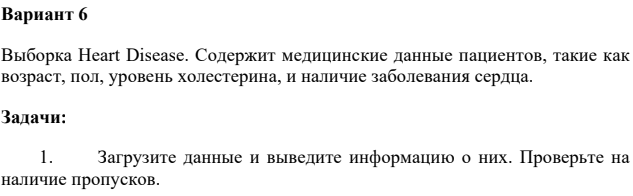 Вариант 6
Выборка Heart Disease. Содержит медицинские данные пациентов, такие как
возраст, пол, уровень холестерина, и наличие заболевания сердца.
Задачи:
1. Загрузите данные и выведите информацию о них. Проверьте на
наличие пропусков.